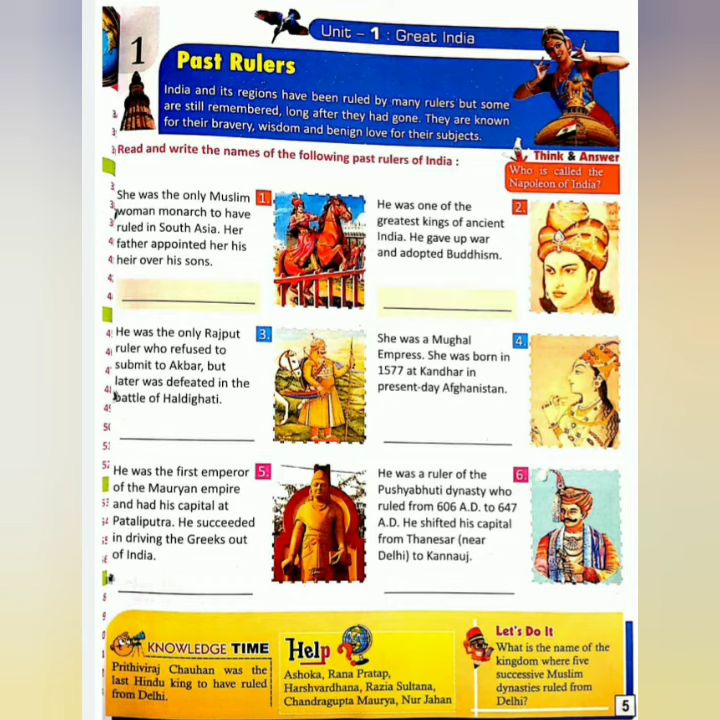 Unit – 1 : Great India
1
Past Rulers
India and its regions have been ruled by many rulers but some
are still remembered, long after they had gone. They are known
for their bravery, wisdom and benign love for their subjects.
Read and write the names of the following past rulers of India :
Think & Answer
Who is called the
Napoleon of India?
She was the only Muslim
woman monarch to have
ruled in South Asia. Her
father appointed her his
heir over his sons.
1.
He was one of the
greatest kings of ancient
India. He gave up war
and adopted Buddhism.
2.
He was the only Rajput
ruler who refused to
submit to Akbar, but
later was defeated in the
battle of Haldighati.
3.
She was a Mughal
Empress. She was born in
1577 at Kandhar in
present-day Afghanistan.
4.
He was the first emperor
of the Mauryan empire
and had his capital at
Pataliputra. He succeeded
in driving the Greeks out
of India.
5.
He was a ruler of the
Pushyabhuti dynasty who
ruled from 606 A.D. to 647
A.D. He shifted his capital
from Thanesar (near
Delhi) to Kannauj.
6.
KNOWLEDGE TIME
Prithiviraj Chauhan was the
last Hindu king to have ruled
from Delhi.
Help
Ashoka, Rana Pratap,
Harshvardhana, Razia Sultana,
Chandragupta Maurya, Nur Jahan
Let's Do It
What is the name of the
kingdom where five
successive Muslim
dynasties ruled from
Delhi?
5